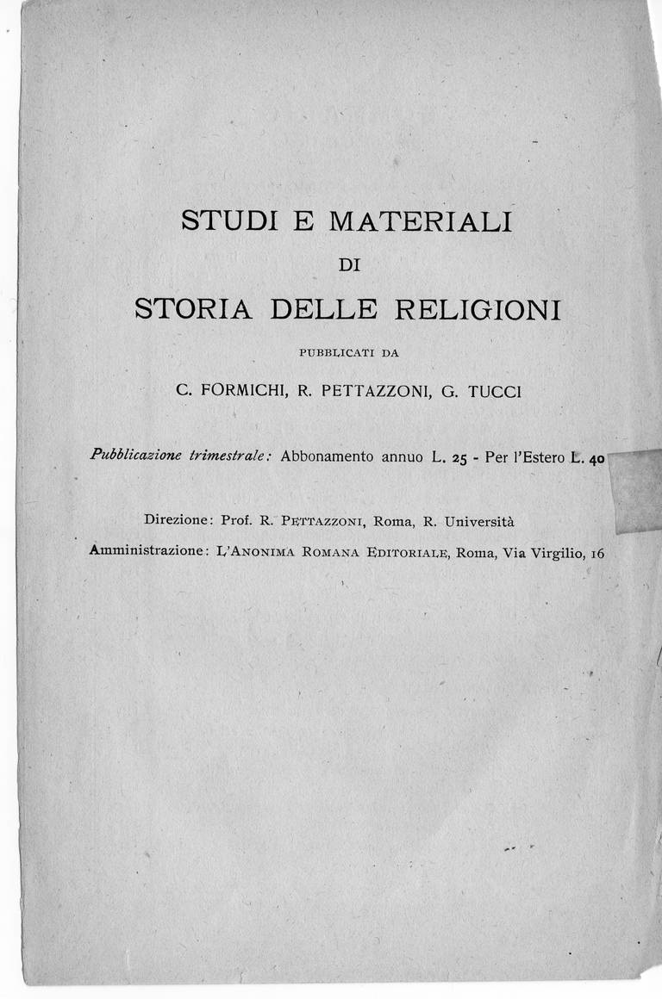 STUDI E MATERIALI
DI
STORIA DELLE RELIGIONI
PUBBLICATI DA
C. FORMICHI, R. PETTAZZONI, G. TUCCI
Pubblicazione trimestrale: Abbonamento annuo L. 25 - Per l'Estero L. 40
Direzione: Prof. R. PETTAZZONI, Roma, R. Università
Amministrazione: L'ANONIMA ROMANA EDITORIALE, Roma, Via Virgilio, 16